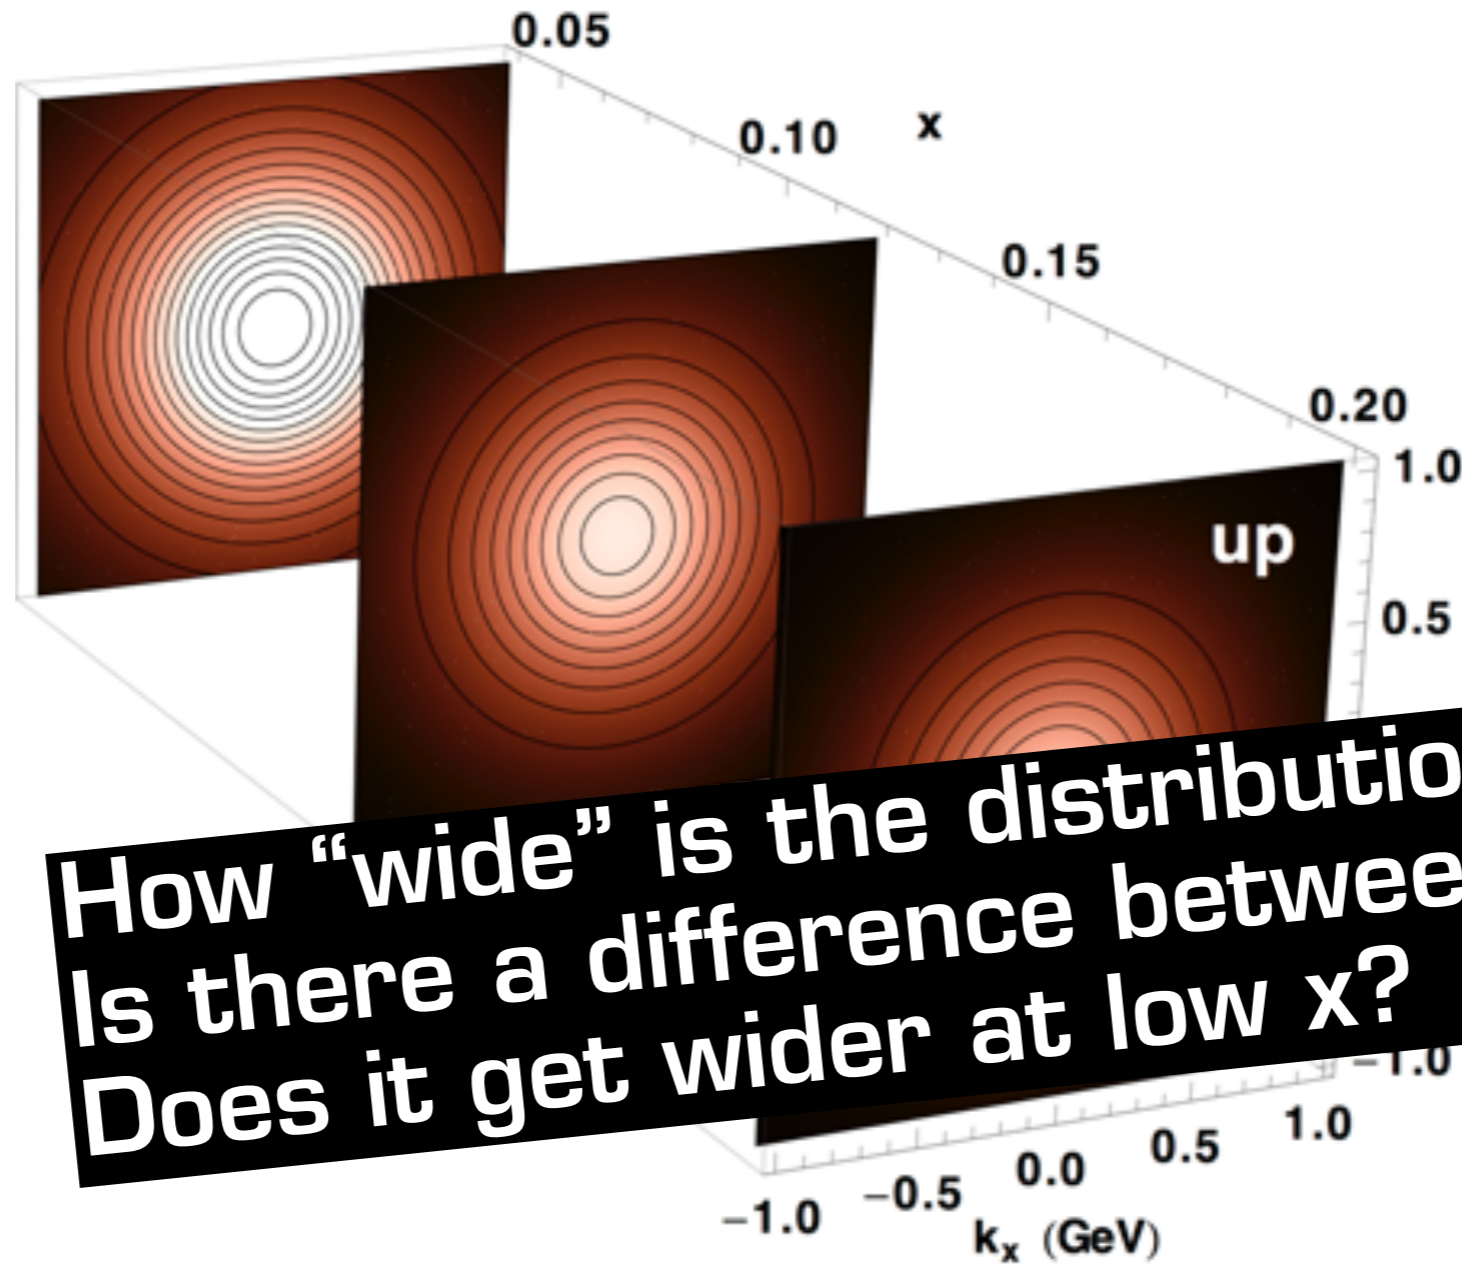 0.05
0.10
x
0.15
0.20
1.0
up
0.5
How “wide” is the distributio
Is there a difference betwee
Does it get wider at low x?
−1.0
1.0
0.5
0.0
−0.5
−1.0
kₓ (GeV)